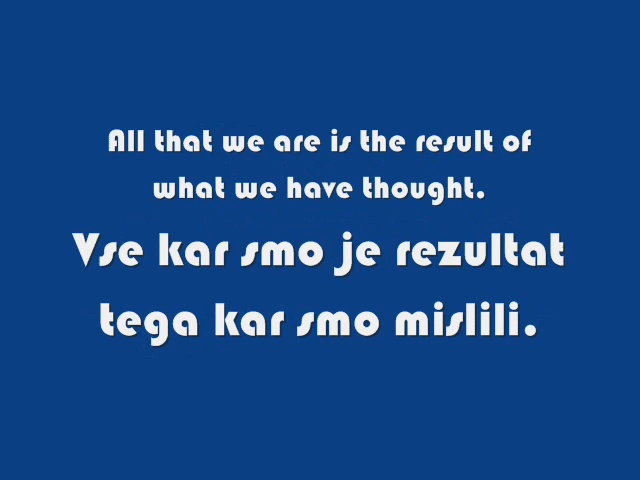 All that we are is the result of
what we have thought.
Vse kar smo je rezultat
tega kar smo mislili.